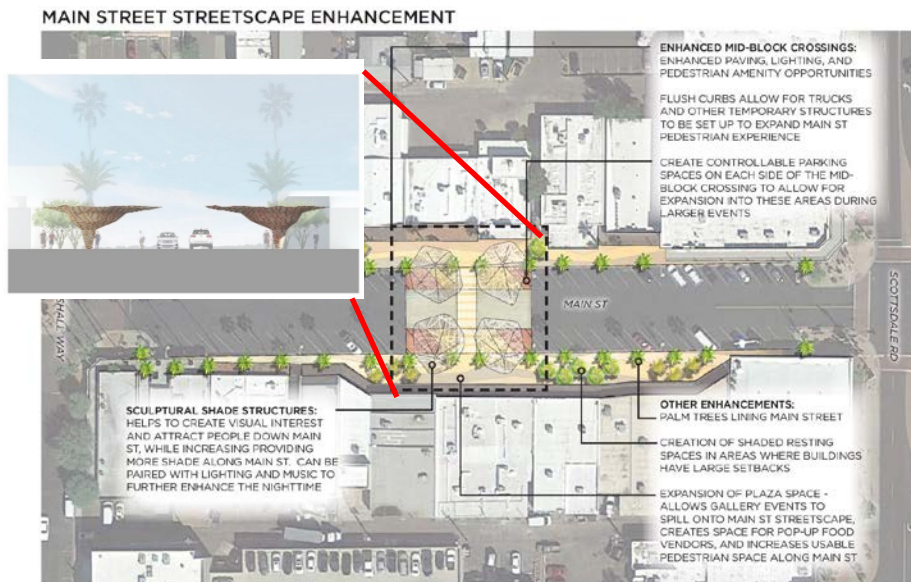 MAIN STREET STREETSCAPE ENHANCEMENT
ENHANCED MID-BLOCK CROSSINGS:
ENHANCED PAVING, LIGHTING, AND
PEDESTRIAN AMENITY OPPORTUNITIES
FLUSH CURBS ALLOW FOR TRUCKS
AND OTHER TEMPORARY STRUCTURES
TO BE SET UP TO EXPAND MAIN ST
PEDESTRIAN EXPERIENCE
CREATE CONTROLLABLE PARKING
SPACES ON EACH SIDE OF THE MID-
BLOCK CROSSING TO ALLOW FOR
EXPANSION INTO THESE AREAS DURING
LARGER EVENTS
MAIN ST
SCOTTSDALE RD
SHALL WAY
SCULPTURAL SHADE STRUCTURES:
HELPS TO CREATE VISUAL INTEREST
AND ATTRACT PEOPLE DOWN MAIN
ST, WHILE INCREASING PROVIDING
MORE SHADE ALONG MAIN ST. CAN BE
PAIRED WITH LIGHTING AND MUSIC TO
FURTHER ENHANCE THE NIGHTTIME
OTHER ENHANCEMENTS:
PALM TREES LINING MAIN STREET
CREATION OF SHADED RESTING
SPACES IN AREAS WHERE BUILDINGS
HAVE LARGE SETBACKS
EXPANSION OF PLAZA SPACE -
ALLOWS GALLERY EVENTS TO
SPILL ONTO MAIN ST STREETSCAPE,
CREATES SPACE FOR POP-UP FOOD
VENDORS, AND INCREASES USABLE
PEDESTRIAN SPACE ALONG MAIN ST